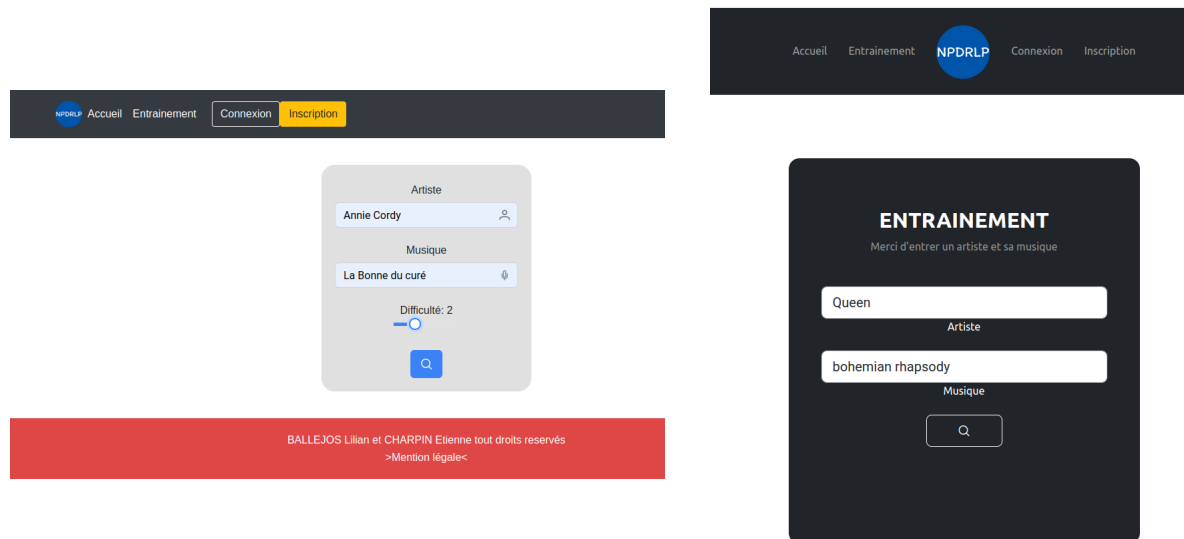 NPDRLP Accueil Entrainement Connexion Inscription
Artiste
Annie Cordy
Musique
La Bonne du curé
Difficulté: 2
BALLEJOS Lilian et CHARPIN Etienne tout droits reservés
>Mention légale<
Accueil Entrainement NPDRLP Connexion Inscription
ENTRAINEMENT
Merci d'entrer un artiste et sa musique
Queen
Artiste
bohemian rhapsody
Musique